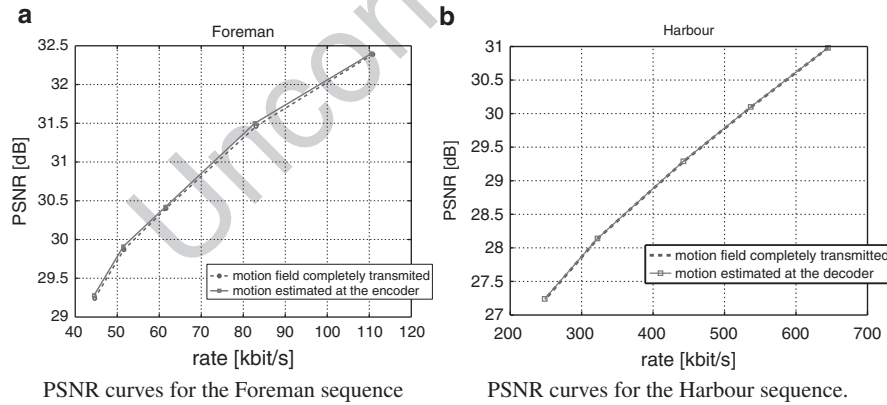 a
Foreman
32.5
32
31.5
31
30.5
30
29.5
29
PSNR [dB]
motion field completely transmited
motion estimated at the encoder
40 50 60 70 80 90 100 110 120
rate [kbit/s]
PSNR curves for the Foreman sequence
b
Harbour
31
30.5
30
29.5
29
28.5
28
27.5
27
PSNR [dB]
motion field completely transmitted
motion estimated at the decoder
200 300 400 500 600 700
rate [kbit/s]
PSNR curves for the Harbour sequence.
Uncor